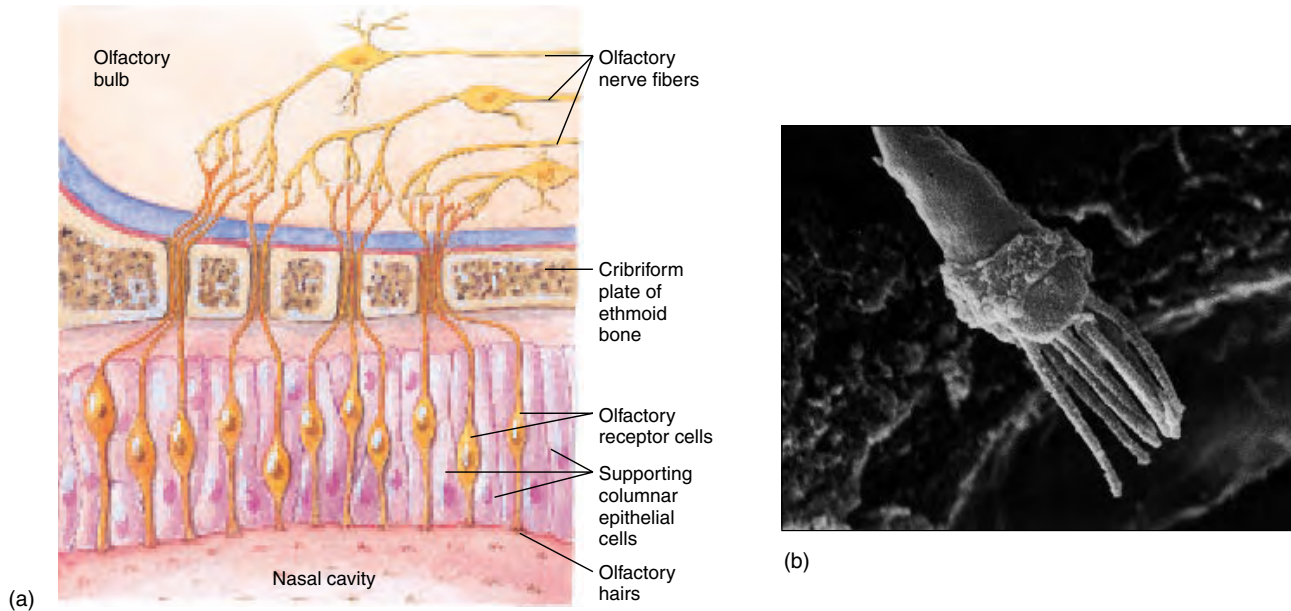 Olfactory
bulb
Olfactory
nerve fibers
Cribriform
plate of
ethmoid
bone
Olfactory
receptor cells
Supporting
columnar
epithelial
cells
Olfactory
hairs
Nasal cavity
(a)
(b)